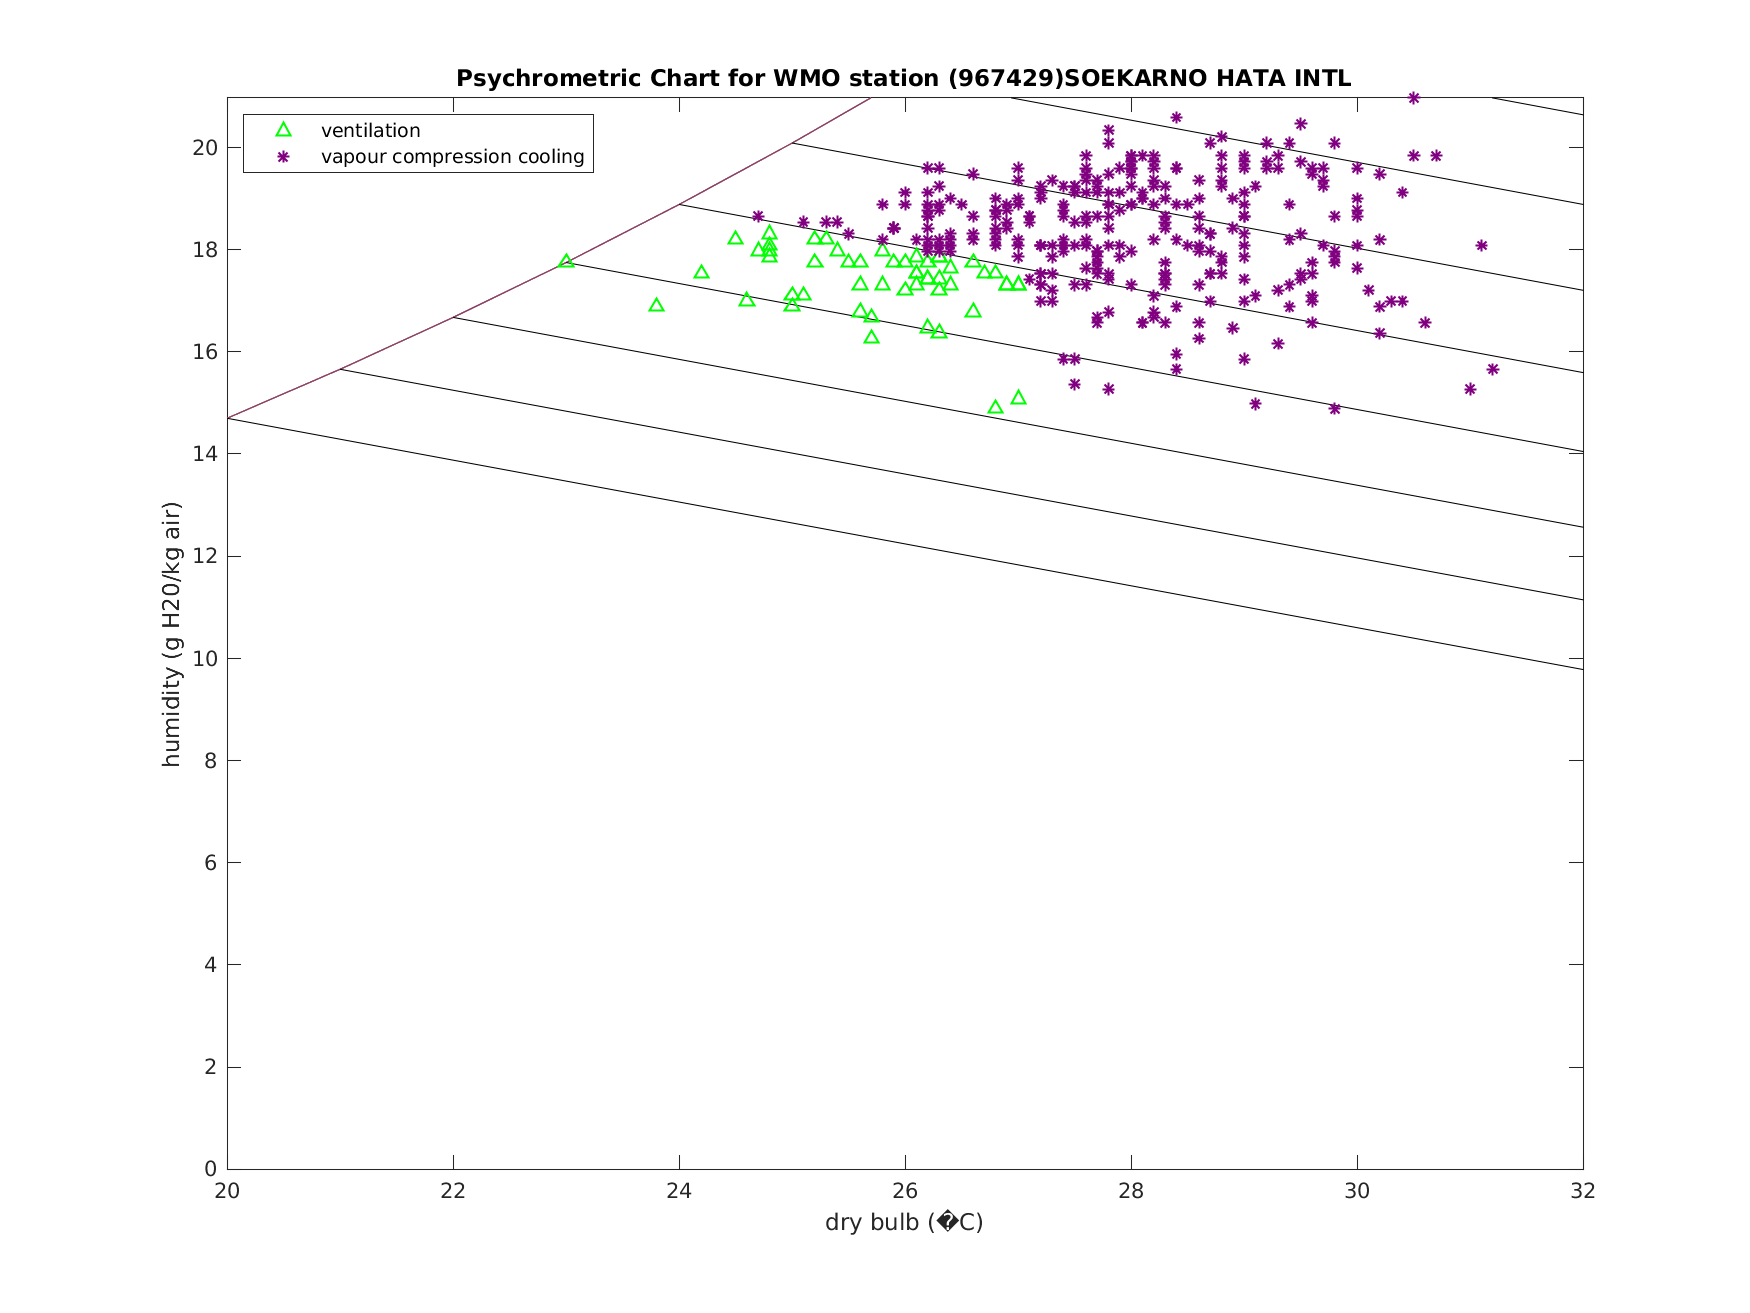 Psychrometric Chart for WMO station (967429)SOEKARNO HATA INTL
ventilation
vapour compression cooling
20
18
16
14
12
10
8
6
4
2
0
humidity (g H20/kg air)
20 22 24 26 28 30 32
dry bulb (�C)